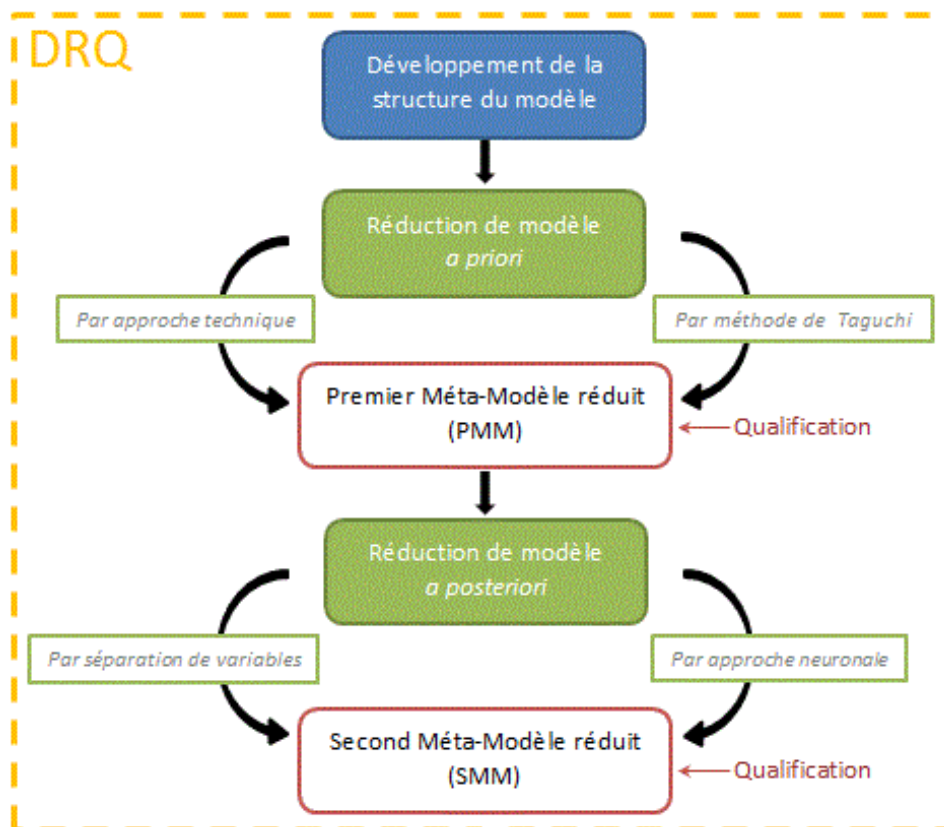 DRQ
Développement de la
structure du modèle
Réduction de modèle
a priori
Par approche technique
Par méthode de Taguchi
Premier Méta-Modèle réduit
(PMM)
Qualification
Réduction de modèle
a posteriori
Par séparation de variables
Par approche neuronale
Second Méta-Modèle réduit
(SMM)
Qualification